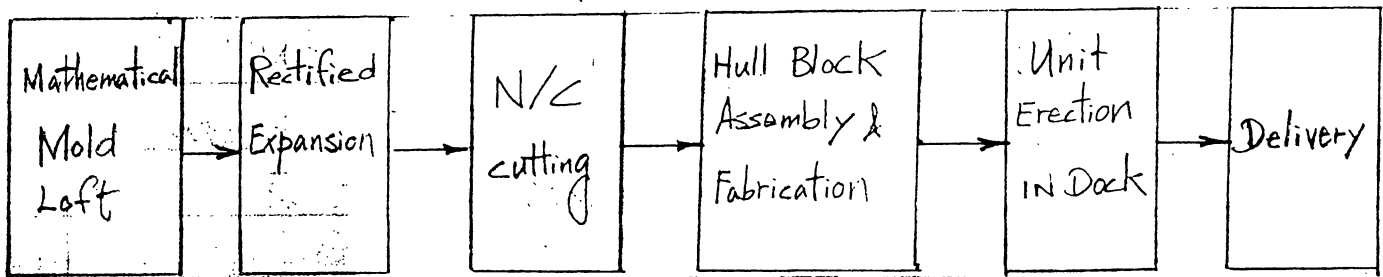 Mathematical
Mold
Loft
Rectified
Expansion
N/C
cutting
Hull Block
Assembly &
Fabrication
Unit
Erection
IN Dock
Delivery